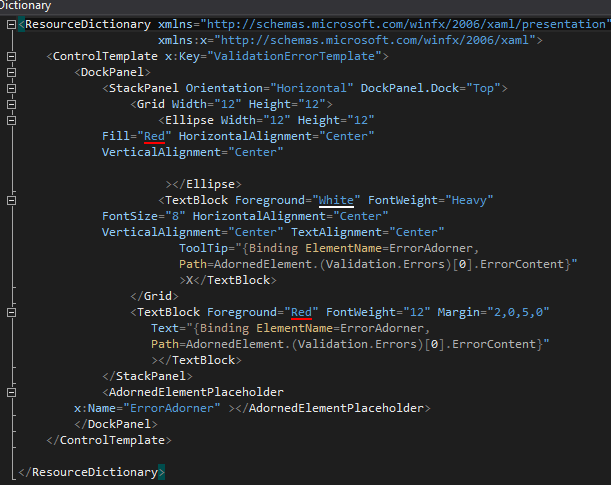 Dictionary
<ResourceDictionary xmlns="http://schemas.microsoft.com/winfx/2006/xaml/presentation"
xmlns:x="http://schemas.microsoft.com/winfx/2006/xaml">
<ControlTemplate x:Key="ValidationErrorTemplate">
<DockPanel>
<StackPanel Orientation="Horizontal" DockPanel.Dock="Top">
<Grid Width="12" Height="12">
<Ellipse Width="12" Height="12"
Fill="Red" HorizontalAlignment="Center"
VerticalAlignment="Center"
></Ellipse>
<TextBlock Foreground="White" FontWeight="Heavy"
FontSize="8" HorizontalAlignment="Center"
VerticalAlignment="Center" TextAlignment="Center"
ToolTip="{Binding ElementName=ErrorAdorner,
Path=AdornedElement.(Validation.Errors)[0].ErrorContent}"
>X</TextBlock>
</Grid>
<TextBlock Foreground="Red" FontWeight="12" Margin="2,0,5,0"
Text="{Binding ElementName=ErrorAdorner,
Path=AdornedElement.(Validation.Errors)[0].ErrorContent}"
></TextBlock>
</StackPanel>
<AdornedElementPlaceholder
x:Name="ErrorAdorner" ></AdornedElementPlaceholder>
</DockPanel>
</ControlTemplate>
</ResourceDictionary>